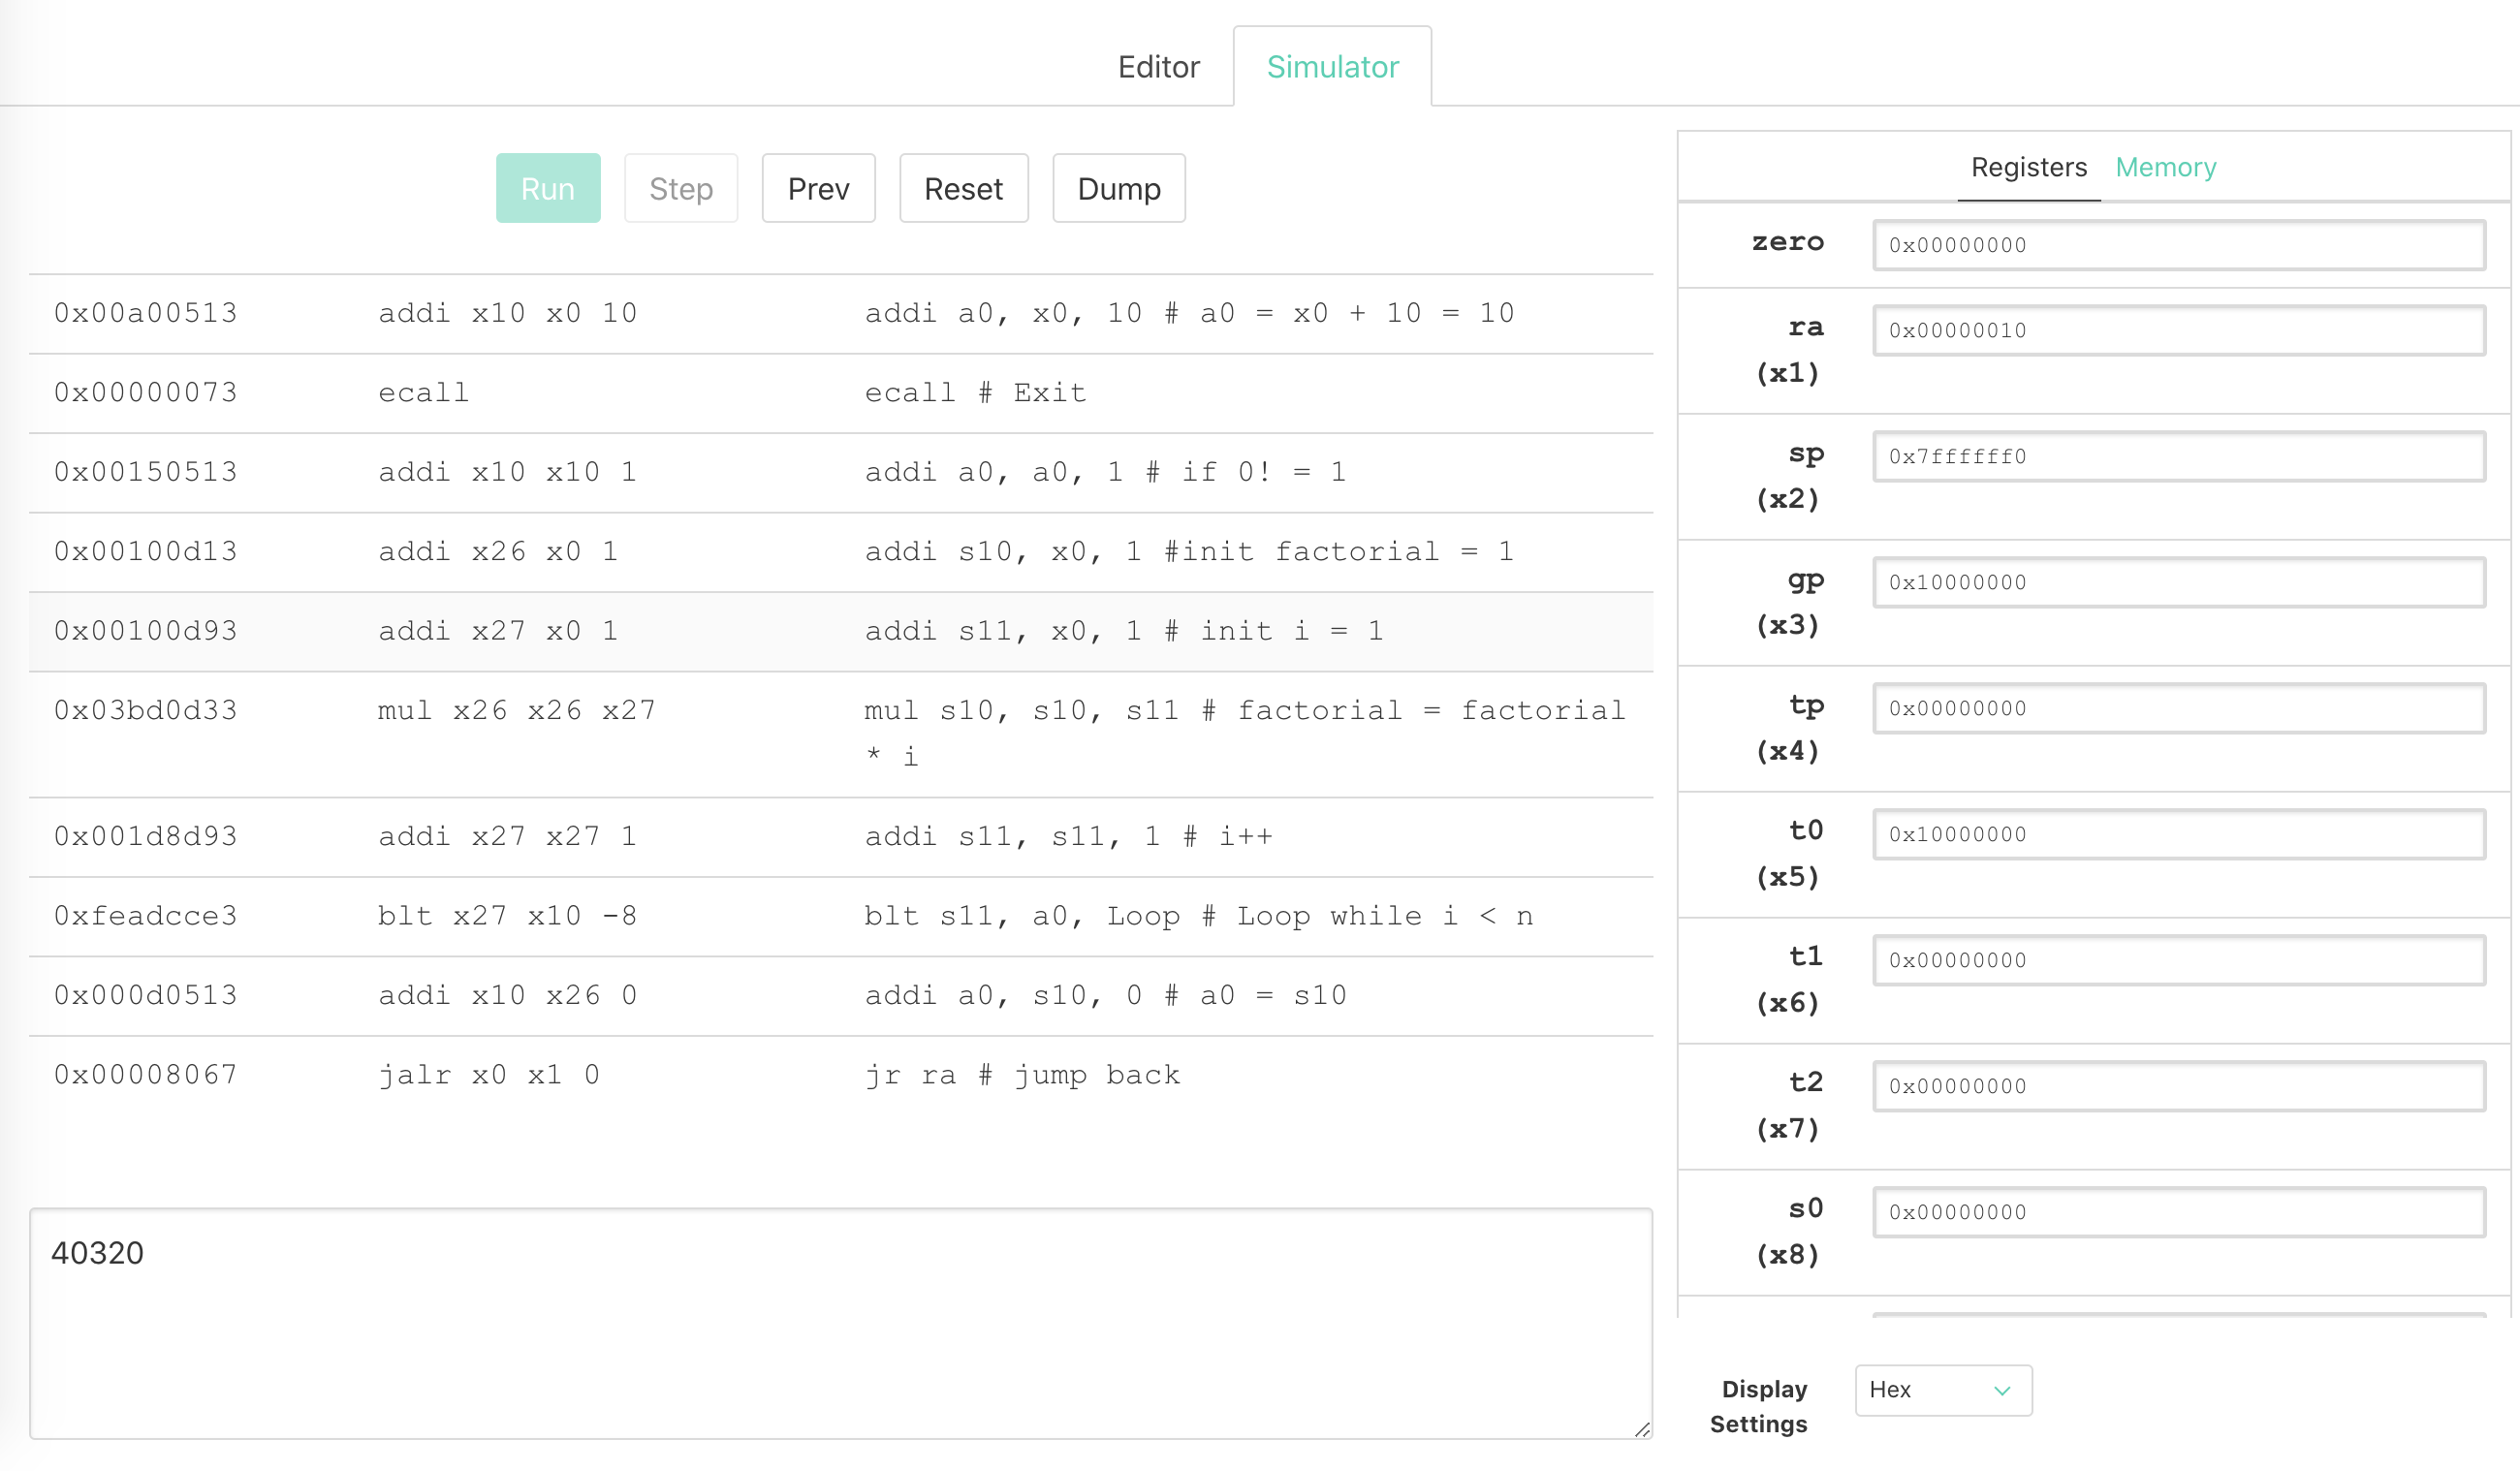 Editor Simulator
Run Step Prev Reset Dump
0x00a00513 addi x10 x0 10 addi a0, x0, 10 # a0 = x0 + 10 = 10
0x00000073 ecall ecall # Exit
0x00150513 addi x10 x10 1 addi a0, a0, 1 # if 0! = 1
0x00100d13 addi x26 x0 1 addi s10, x0, 1 #init factorial = 1
0x00100d93 addi x27 x0 1 addi s11, x0, 1 # init i = 1
0x03bd0d33 mul x26 x26 x27 mul s10, s10, s11 # factorial = factorial
* i
0x001d8d93 addi x27 x27 1 addi s11, s11, 1 # i++
0xfeadcce3 blt x27 x10 -8 blt s11, a0, Loop # Loop while i < n
0x000d0513 addi x10 x26 0 addi a0, s10, 0 # a0 = s10
0x00008067 jalr x0 x1 0 jr ra # jump back
40320
Registers Memory
zero 0x00000000
ra 0x00000010
(x1)
sp 0x7ffffff0
(x2)
gp 0x10000000
(x3)
tp 0x00000000
(x4)
t0 0x10000000
(x5)
t1 0x00000000
(x6)
t2 0x00000000
(x7)
s0 0x00000000
(x8)
Display Hex
Settings